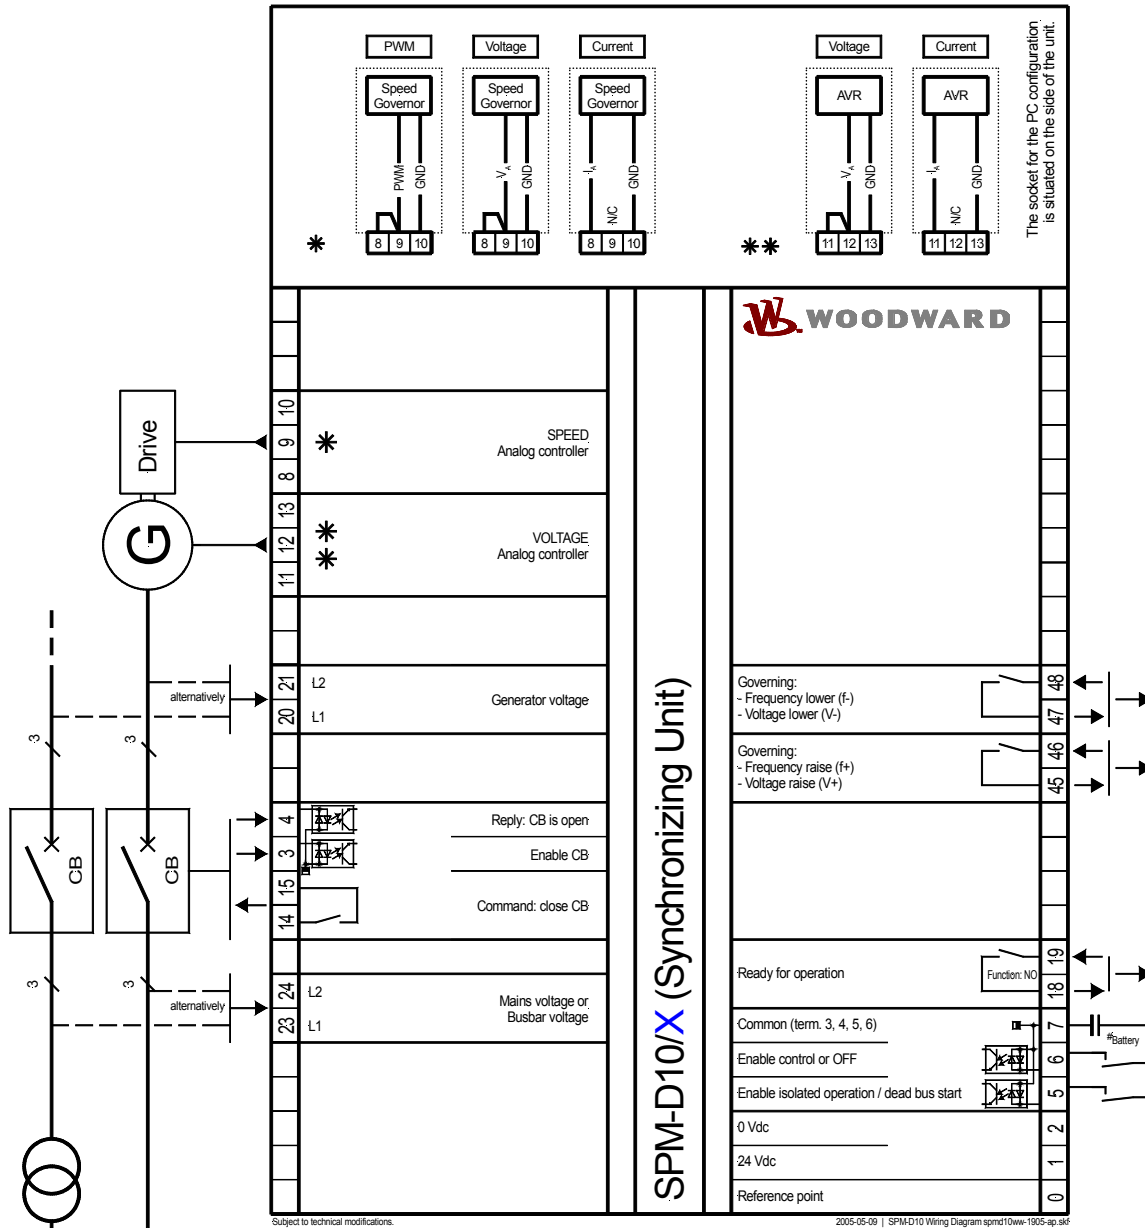 PWM
Voltage
Current
Voltage
Current
Speed
Governor
Speed
Governor
Speed
Governor
AVR
AVR
PWM
GND
VA
GND
IA
N/C
GND
VA
GND
IA
N/C
GND
8 9 10
8 9 10
8 9 10
11 12 13
11 12 13
*
**
The socket for the PC configuration
is situated on the side of the unit.
WOODWARD
Drive
G
10
9
8
*
SPEED
Analog controller
13
12
11
**
VOLTAGE
Analog controller
alternatively
21
20
L2
L1
Generator voltage
3
3
CB
CB
4
Reply: CB is open
3
Enable CB
15
14
Command: close CB
3
3
alternatively
24
23
L2
L1
Mains voltage or
Busbar voltage
SPM-D10/X (Synchronizing Unit)
Governing:
- Frequency lower (f-)
- Voltage lower (V-)
48
47
Governing:
- Frequency raise (f+)
- Voltage raise (V+)
46
45
Ready for operation
Function: NO
19
18
Common (term. 3, 4, 5, 6)
7
#Battery
Enable control or OFF
6
Enable isolated operation / dead bus start
5
0 Vdc
2
24 Vdc
1
Reference point
0
Subject to technical modifications.
2005-05-09 | SPM-D10 Wiring Diagram spmd10ww-1905-ap.skf